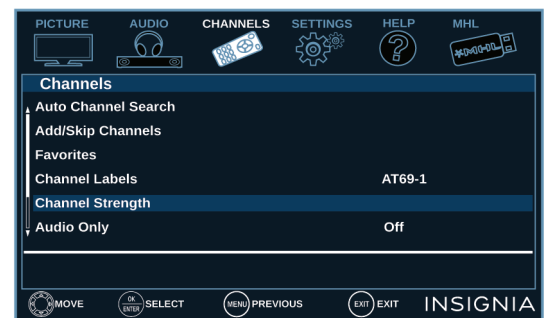 PICTURE AUDIO CHANNELS SETTINGS HELP MHL
MHL
Channels
Auto Channel Search
Add/Skip Channels
Favorites
Channel Labels AT69-1
Channel Strength
Audio Only Off
MOVE OK ENTER SELECT MENU PREVIOUS EXIT EXIT INSIGNIA